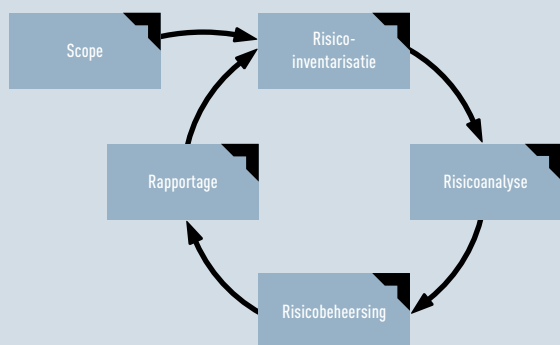 Scope
Risico-
inventarisatie
Rapportage
Risicoanalyse
Risicobeheersing